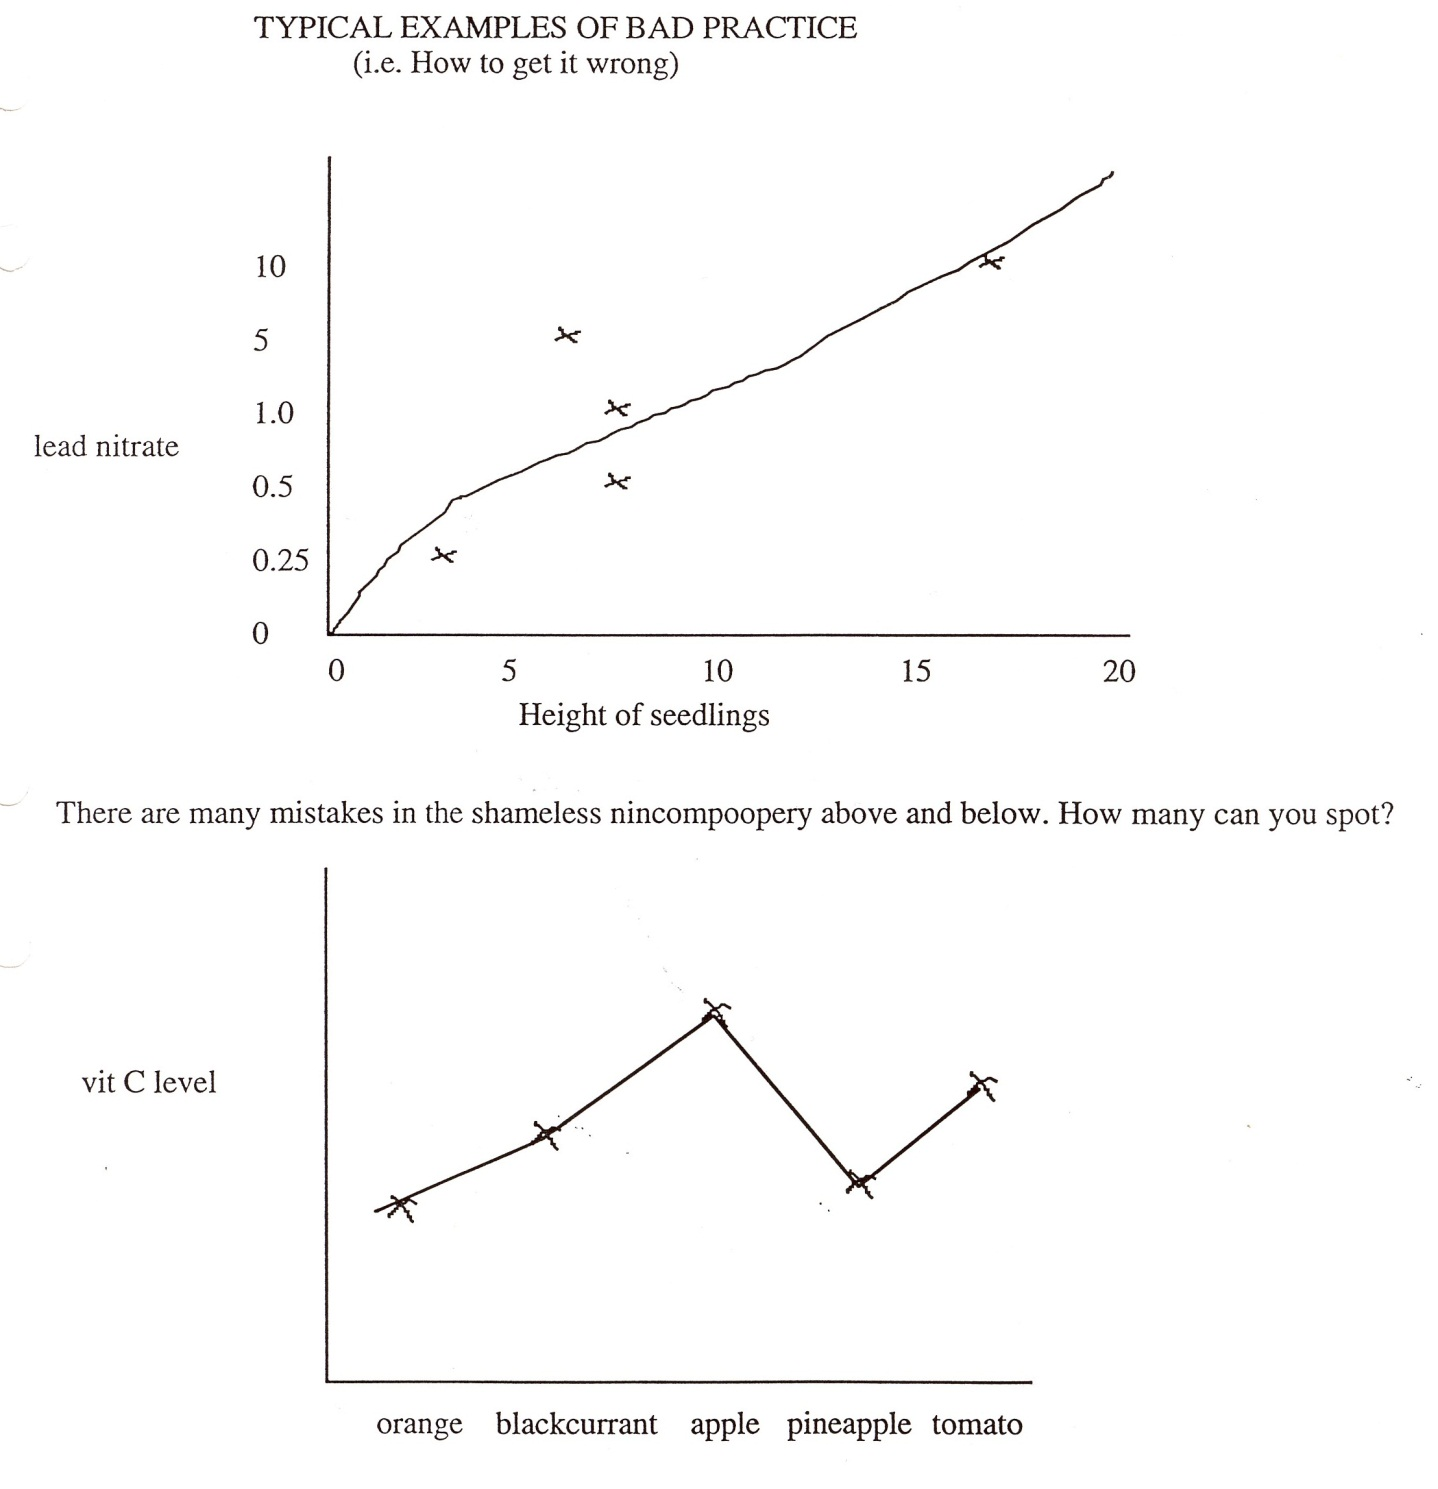 TYPICAL EXAMPLES OF BAD PRACTICE
(i.e. How to get it wrong)
10
5
1.0
lead nitrate
0.5
0.25
0
0 5 10 15 20
Height of seedlings
There are many mistakes in the shameless nincompoopery above and below. How many can you spot?
vit C level
orange blackcurrant apple pineapple tomato